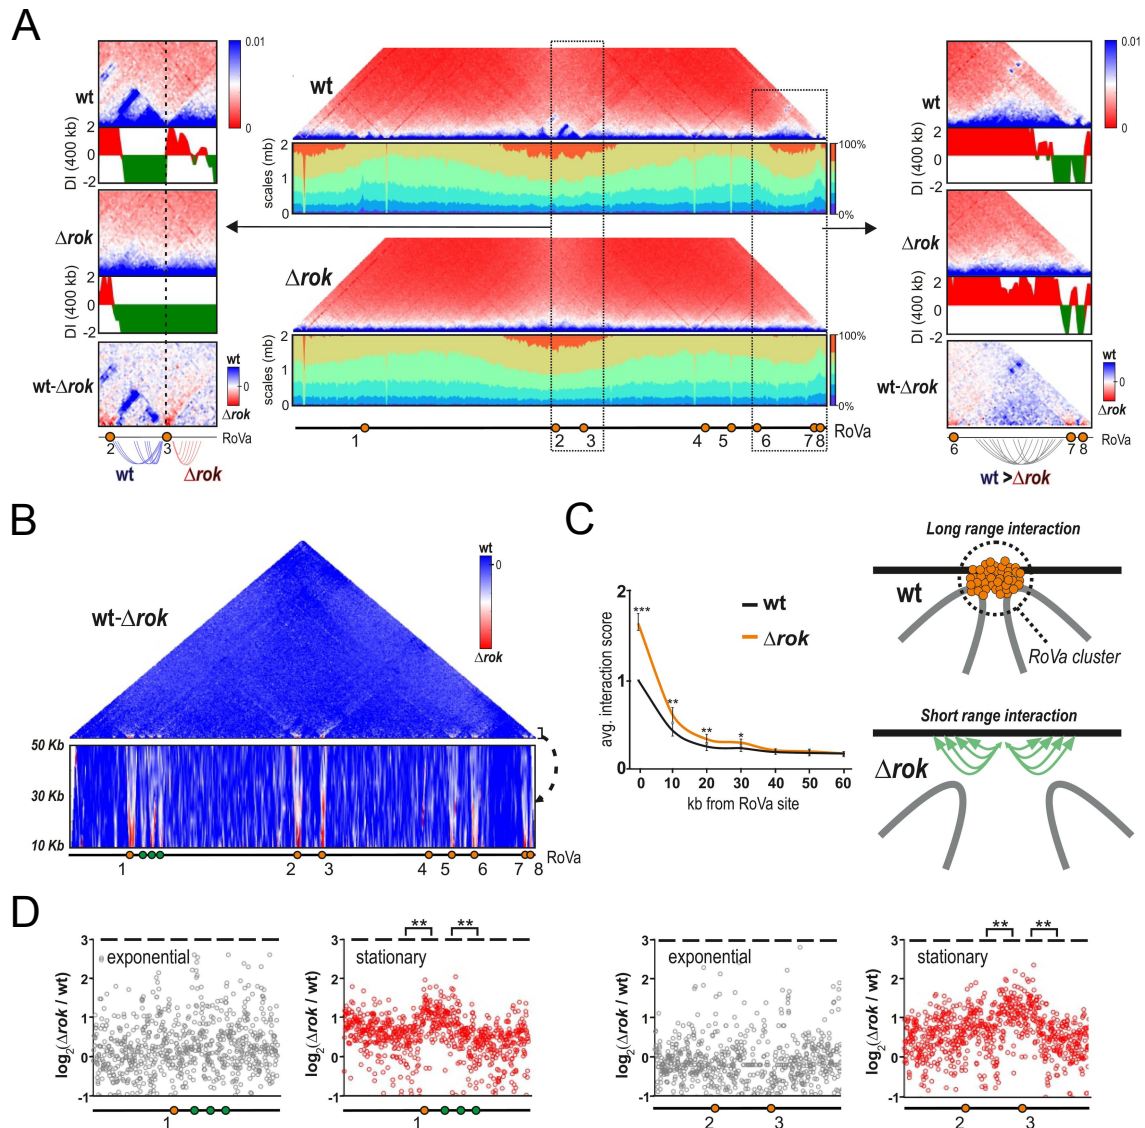 A
wt
2
0
-2
DI (400 kb)
0.01
0
Δrok
2
0
-2
DI (400 kb)
wt-Δrok
wt
0
Δrok
2
3
RoVa
wt
Δrok
wt
2
1
0
scales (mb)
100%
0%
Δrok
2
1
0
scales (mb)
100%
0%
1
2
3
4
5
6
7
8
RoVa
wt
2
0
-2
DI (400 kb)
0.01
0
Δrok
2
0
-2
DI (400 kb)
wt-Δrok
wt
0
Δrok
6
7
8
RoVa
wt >Δrok
B
wt-Δrok
wt
0
Δrok
50 Kb
30 Kb
10 Kb
1
2
3
4
5
6
7
8
RoVa
C
2
1
0
avg. interaction score
***
**
**
*
wt
Δrok
0 10 20 30 40 50 60
kb from RoVa site
Long range interaction
wt
RoVa cluster
Short range interaction
Δrok
D
3
2
1
0
-1
log2(Δrok / wt)
exponential
1
** **
3
2
1
0
-1
log2(Δrok / wt)
stationary
1
3
2
1
0
-1
log2(Δrok / wt)
exponential
2 3
** **
3
2
1
0
-1
log2(Δrok / wt)
stationary
2 3